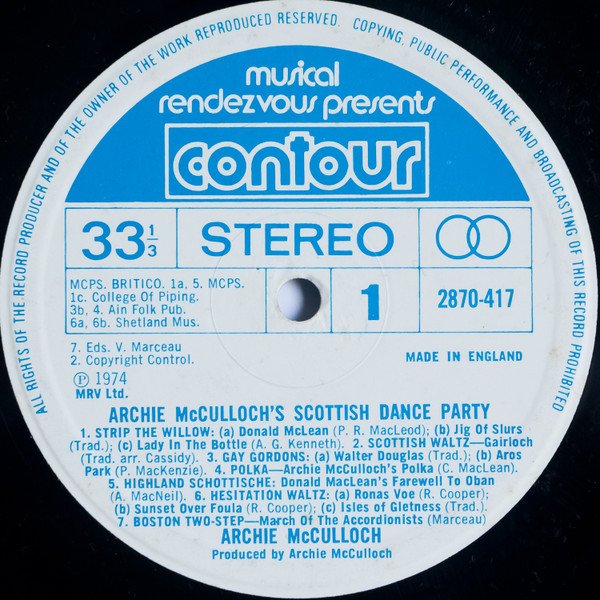 ALL RIGHTS OF THE RECORD PRODUCER AND OF THE OWNER OF THE WORK REPRODUCED RESERVED. COPYING, PUBLIC PERFORMANCE AND BROADCASTING OF THIS RECORD PROHIBITED
musical
rendezvous presents
contour
33 1/3 STEREO
MCPS. BRITICO. 1a, 5. MCPS.
1c. College Of Piping.
3b, 4. Ain Folk Pub.
6a, 6b. Shetland Mus.
1
2870-417
7. Eds. V. Marceau
2. Copyright Control.
MADE IN ENGLAND
Ⓟ 1974
MRV Ltd.
ARCHIE McCULLOCH'S SCOTTISH DANCE PARTY
1. STRIP THE WILLOW: (a) Donald McLean (P. R. MacLeod); (b) Jig Of Slurs
(Trad.); (c) Lady In The Bottle (A. G. Kenneth). 2. SCOTTISH WALTZ—Gairloch
(Trad. arr. Cassidy). 3. GAY GORDONS: (a) Walter Douglas (Trad.); (b) Aros
Park (P. MacKenzie). 4. POLKA—Archie McCulloch's Polka (C. MacLean).
5. HIGHLAND SCHOTTISCHE: Donald MacLean's Farewell To Oban
(A. MacNeil). 6. HESITATION WALTZ: (a) Ronas Voe (R. Cooper);
(b) Sunset Over Foula (R. Cooper); (c) Isles of Gletness (Trad.).
7. BOSTON TWO-STEP—March Of The Accordionists (Marceau)
ARCHIE McCULLOCH
Produced by Archie McCulloch